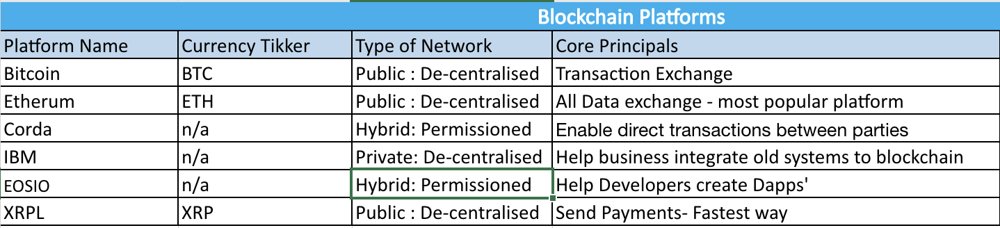 Blockchain Platforms
Platform Name Currency Tikker Type of Network Core Principals
Bitcoin BTC Public : De-centralised Transaction Exchange
Etherum ETH Public : De-centralised All Data exchange - most popular platform
Corda n/a Hybrid: Permissioned Enable direct transactions between parties
IBM n/a Private: De-centralised Help business integrate old systems to blockchain
EOSIO n/a Hybrid: Permissioned Help Developers create Dapps'
XRPL XRP Public : De-centralised Send Payments- Fastest way